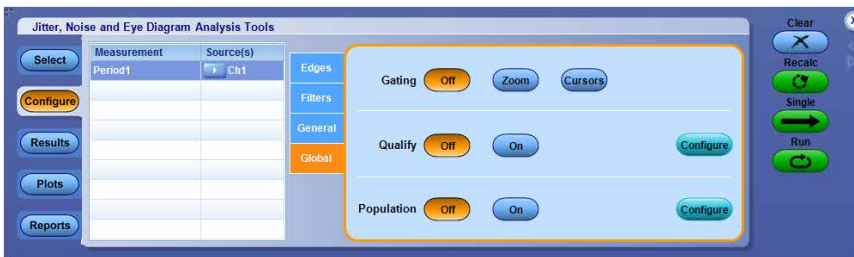 Jitter, Noise and Eye Diagram Analysis Tools
Clear
Select
Measurement
Source(s)
Period1
Ch1
Edges
Filters
General
Global
Gating
Off
Zoom
Cursors
Recalc
Configure
Single
Qualify
Off
On
Configure
Results
Run
Plots
Population
Off
On
Configure
Reports